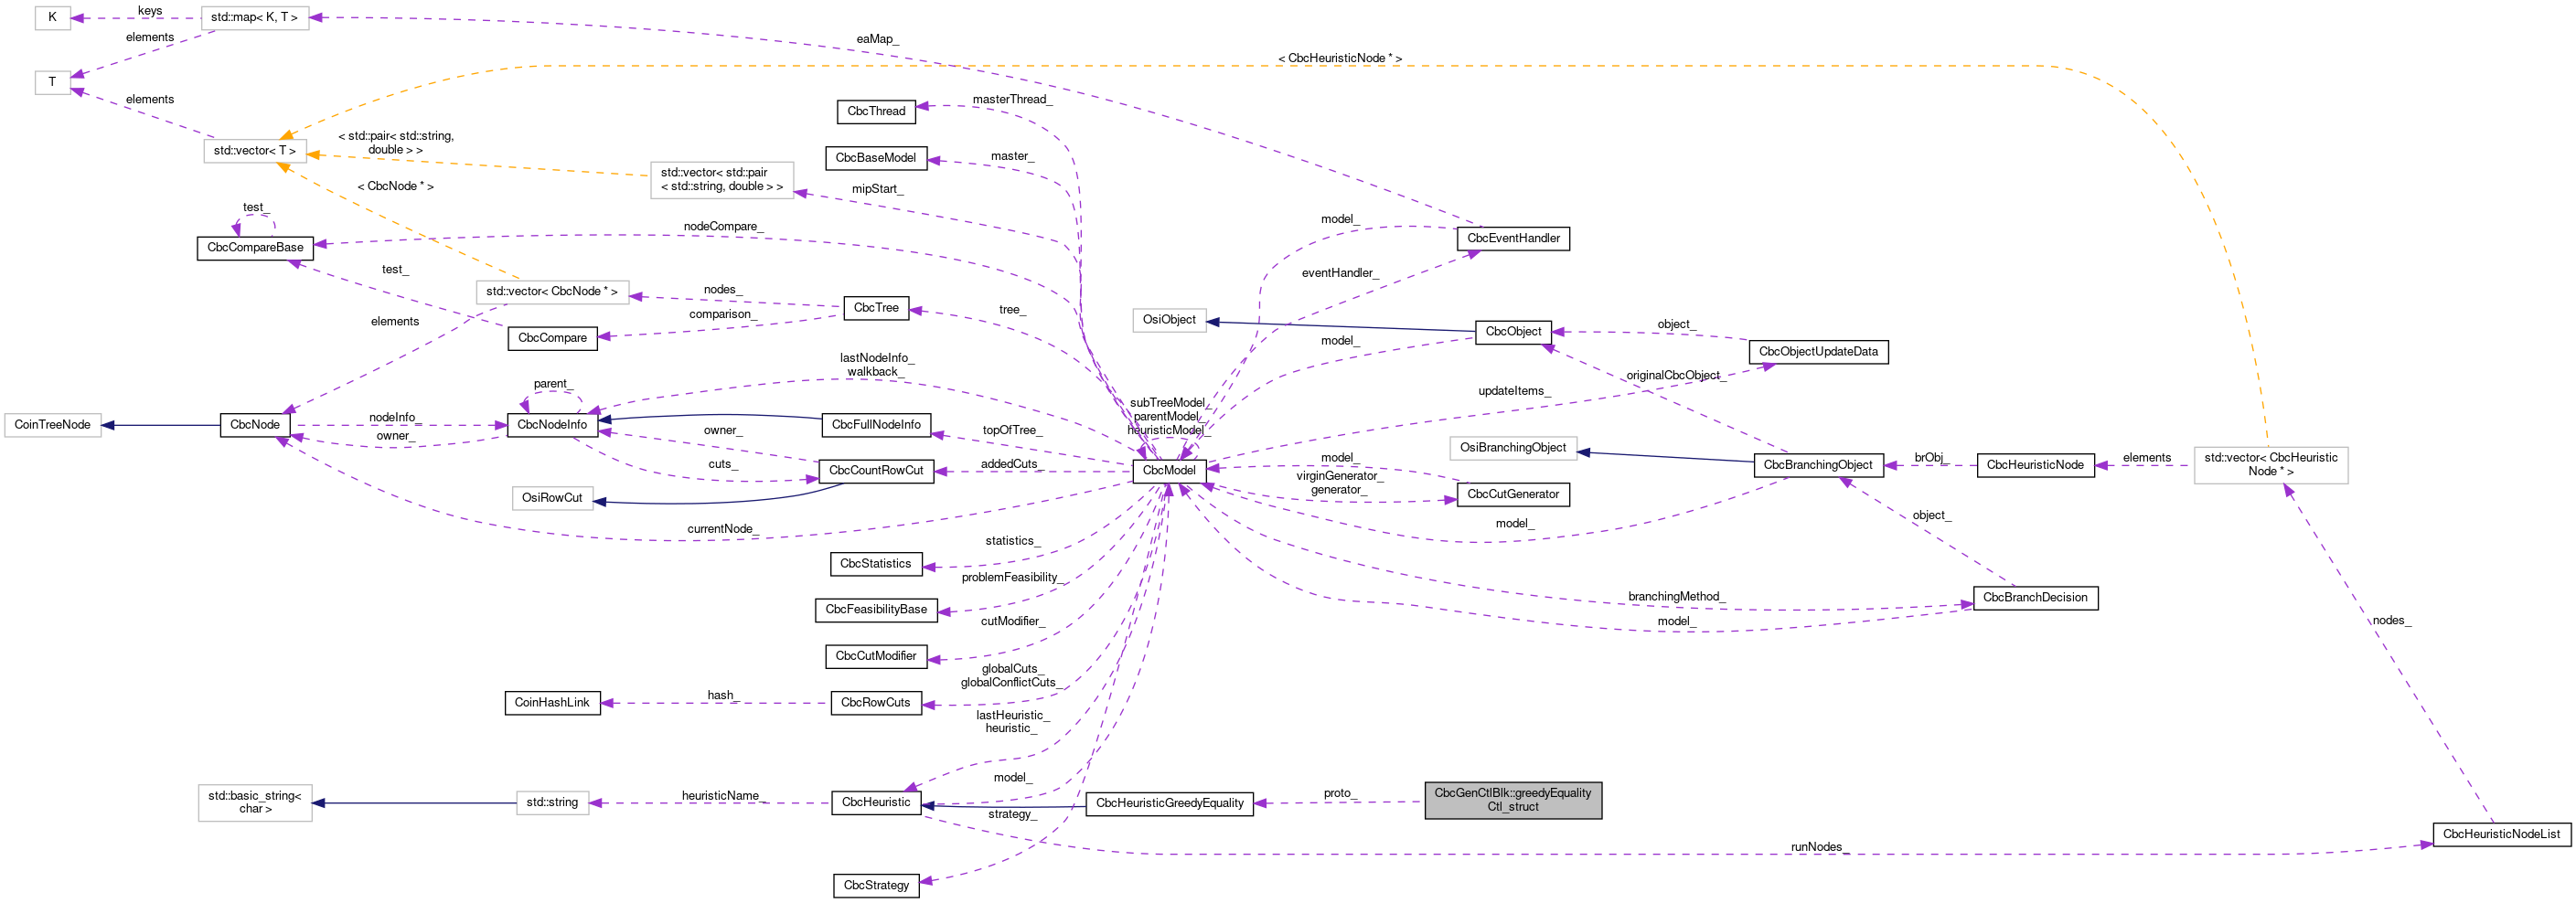 K
keys
std::map< K, T >
eaMap_
elements
< CbcHeuristicNode * >
T
elements
masterThread_
CbcThread
< std::pair< std::string,
double > >
std::vector< T >
master_
CbcBaseModel
std::vector< std::pair
< std::string, double > >
< CbcNode * >
mipStart_
test_
model_
nodeCompare_
CbcCompareBase
CbcEventHandler
test_
eventHandler_
std::vector< CbcNode * >
nodes_
CbcTree
comparison_
tree_
OsiObject
elements
CbcCompare
CbcObject
object_
model_
CbcObjectUpdateData
lastNodeInfo_
walkback_
originalCbcObject_
parent_
updateItems_
subTreeModel_
parentModel_
heuristicModel_
CoinTreeNode
CbcNode
nodeInfo_
owner_
CbcNodeInfo
CbcFullNodeInfo
topOfTree_
owner_
OsiBranchingObject
model_
cuts_
CbcCountRowCut
addedCuts_
CbcModel
virginGenerator_
generator_
CbcCutGenerator
CbcBranchingObject
brObj_
CbcHeuristicNode
elements
std::vector< CbcHeuristic
Node * >
OsiRowCut
currentNode_
model_
object_
statistics_
CbcStatistics
problemFeasibility_
CbcFeasibilityBase
branchingMethod_
CbcBranchDecision
model_
nodes_
cutModifier_
CbcCutModifier
globalCuts_
globalConflictCuts_
CoinHashLink
hash_
CbcRowCuts
lastHeuristic_
heuristic_
model_
std::basic_string<
char >
std::string
heuristicName_
CbcHeuristic
CbcHeuristicGreedyEquality
proto_
CbcGenCtlBlk::greedyEquality
Ctl_struct
strategy_
CbcHeuristicNodeList
runNodes_
CbcStrategy